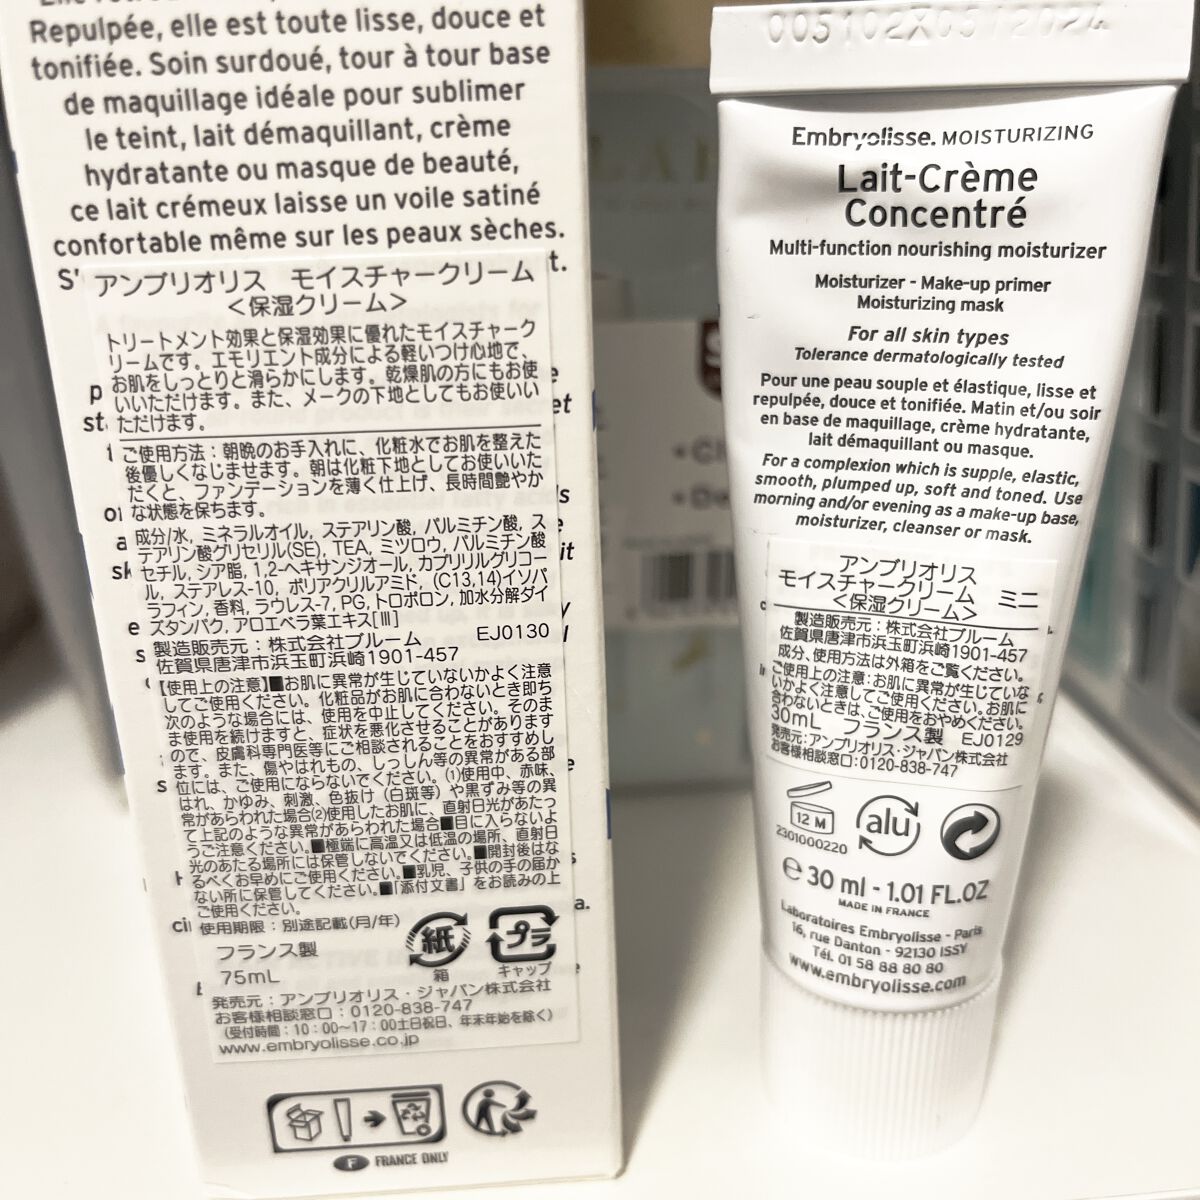 Repulpée, elle est toute lisse, douce et
tonifiée. Soin surdoué, tour à tour base
de maquillage idéale pour sublimer
le teint, lait démaquillant, crème
hydratante ou masque de beauté,
ce lait crémeux laisse un voile satiné
confortable même sur les peaux sèches.
アンブリオリス モイスチャークリーム
<保湿クリーム>
トリートメント効果と保湿効果に優れたモイスチャーク
リームです。エモリエント成分による軽いつけ心地で、
お肌をしっとりと滑らかにします。乾燥肌の方にもお使
いいただけます。また、メークの下地としてもお使いい
ただけます。
ご使用方法:朝晩のお手入れに、化粧水でお肌を整えた
後優しくなじませます。朝は化粧下地としてお使いいた
だくと、ファンデーションを薄く仕上げ、長時間艶やか
な状態を保ちます。
成分/水, ミネラルオイル, ステアリン酸, パルミチン酸, ス
テアリン酸グリセリル(SE), TEA, ミツロウ, パルミチン酸
セチル, シア脂, 1,2-ヘキサンジオール, カプリリルグリコー
ル, ステアレス-10, ポリアクリルアミド, (C13,14)イソパ
ラフィン, 香料, ラウレス-7, PG, トロポロン, 加水分解ダイ
ズタンパク, アロエベラ葉エキス[Ⅲ]
製造販売元:株式会社ブルーム EJ0130
佐賀県唐津市浜玉町浜崎1901-457
【使用上の注意】■お肌に異常が生じていないかよく注意
してご使用ください。化粧品がお肌に合わないとき即ち
次のような場合には、使用を中止してください。そのま
ま使用を続けますと、症状を悪化させることがあります
ので、皮膚科専門医等にご相談されることをおすすめし
ます。また、傷やはれもの、しっしん等の異常がある部
位には、ご使用にならないでください。(1)使用中、赤味、
はれ、かゆみ、刺激、色抜け(白斑等)や黒ずみ等の異
常があらわれた場合(2)使用したお肌に、直射日光があたっ
て上記のような異常があらわれた場合■目に入らないよ
うご注意ください。■極端に高温又は低温の場所、直射日
光のあたる場所には保管しないでください。■開封後はな
るべくお早めにご使用ください。■乳児、子供の手の届か
ない所に保管してください。■「添付文書」をお読みの上
ご使用ください。
使用期限:別途記載(月/年)
フランス製
75mL
紙
箱
プラ
キャップ
発売元:アンブリオリス・ジャパン株式会社
お客様相談窓口:0120-838-747
(受付時間:10:00〜17:00土日祝日、年末年始を除く)
www.embryolisse.co.jp
F FRANCE ONLY
005102X05/2024
Embryolisse. MOISTURIZING
Lait-Crème
Concentré
Multi-function nourishing moisturizer
Moisturizer - Make-up primer
Moisturizing mask
For all skin types
Tolerance dermatologically tested
Pour une peau souple et élastique, lisse et
repulpée, douce et tonifiée. Matin et/ou soir
en base de maquillage, crème hydratante,
lait démaquillant ou masque.
For a complexion which is supple, elastic,
smooth, plumped up, soft and toned. Use
morning and/or evening as a make-up base,
moisturizer, cleanser or mask.
アンブリオリス
モイスチャークリーム ミニ
<保湿クリーム>
製造販売元:株式会社ブルーム
佐賀県唐津市浜玉町浜崎1901-457
成分、使用方法は外箱をご覧ください。
ご使用上の注意:お肌に異常が生じていな
いかよく注意してご使用ください。お肌に
合わないときは、ご使用をおやめください。
30mL フランス製 EJ0129
発売元:アンブリオリス・ジャパン株式会社
お客様相談窓口:0120-838-747
12 M
alu
2301000220
℮ 30 ml - 1.01 FL.OZ
MADE IN FRANCE
Laboratoires Embryolisse - Paris
16, rue Danton - 92130 ISSY
Tél. 01 58 88 80 80
www.embryolisse.com